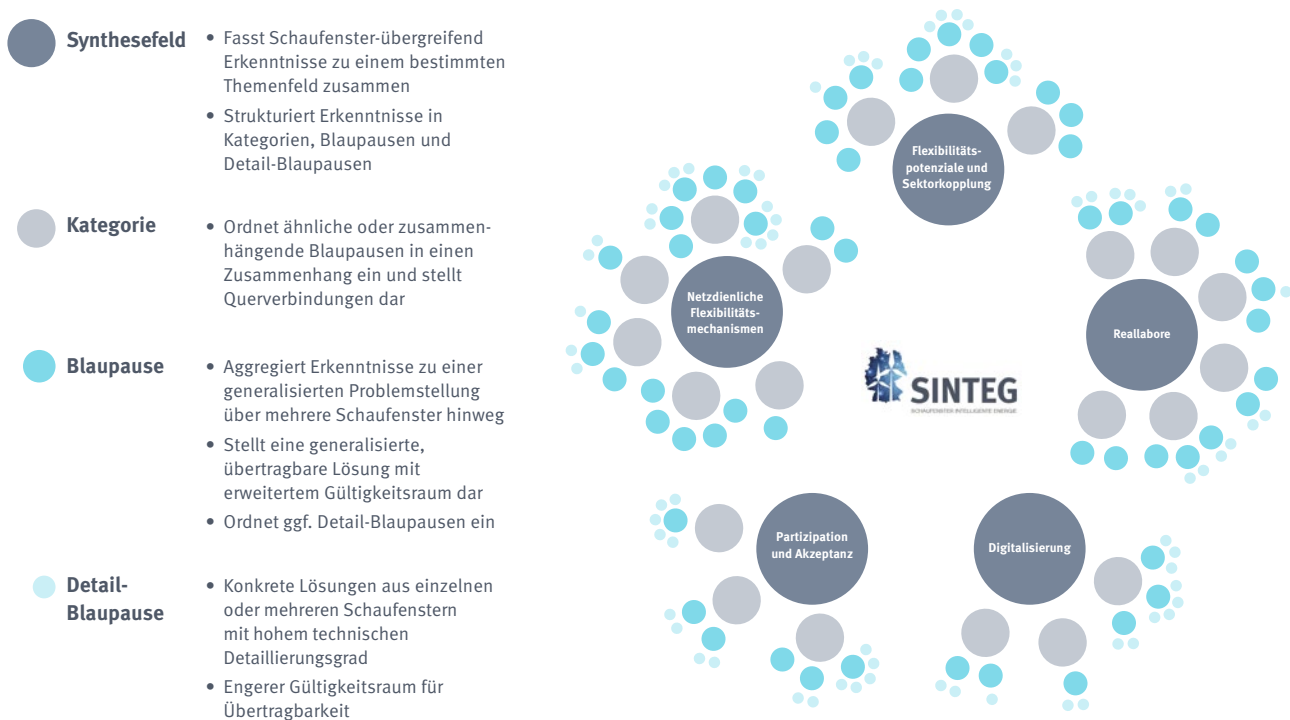 Synthesefeld
• Fasst Schaufenster-übergreifend
Erkenntnisse zu einem bestimmten
Themenfeld zusammen
• Strukturiert Erkenntnisse in
Kategorien, Blaupausen und
Detail-Blaupausen
Kategorie
• Ordnet ähnliche oder zusammen-
hängende Blaupausen in einen
Zusammenhang ein und stellt
Querverbindungen dar
Blaupause
• Aggregiert Erkenntnisse zu einer
generalisierten Problemstellung
über mehrere Schaufenster hinweg
• Stellt eine generalisierte,
übertragbare Lösung mit
erweitertem Gültigkeitsraum dar
• Ordnet ggf. Detail-Blaupausen ein
Detail-
Blaupause
• Konkrete Lösungen aus einzelnen
oder mehreren Schaufenstern
mit hohem technischen
Detaillierungsgrad
• Engerer Gültigkeitsraum für
Übertragbarkeit
Flexibilitäts-
potenziale und
Sektorkopplung
Netzdienliche
Flexibilitäts-
mechanismen
Reallabore
SINTEG
SCHAUFENSTER INTELLIGENTE ENERGIE
Partizipation
und Akzeptanz
Digitalisierung